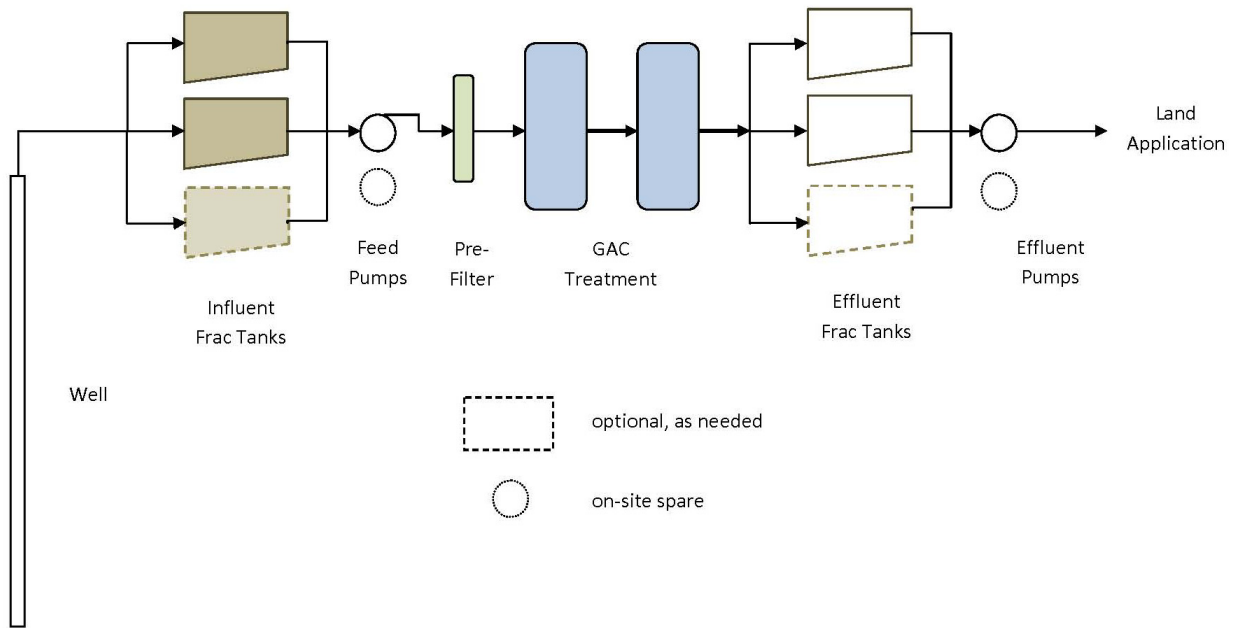 Land
Application
Feed
Pumps
Pre-
Filter
GAC
Treatment
Effluent
Pumps
Influent
Frac Tanks
Effluent
Frac Tanks
Well
optional, as needed
on-site spare